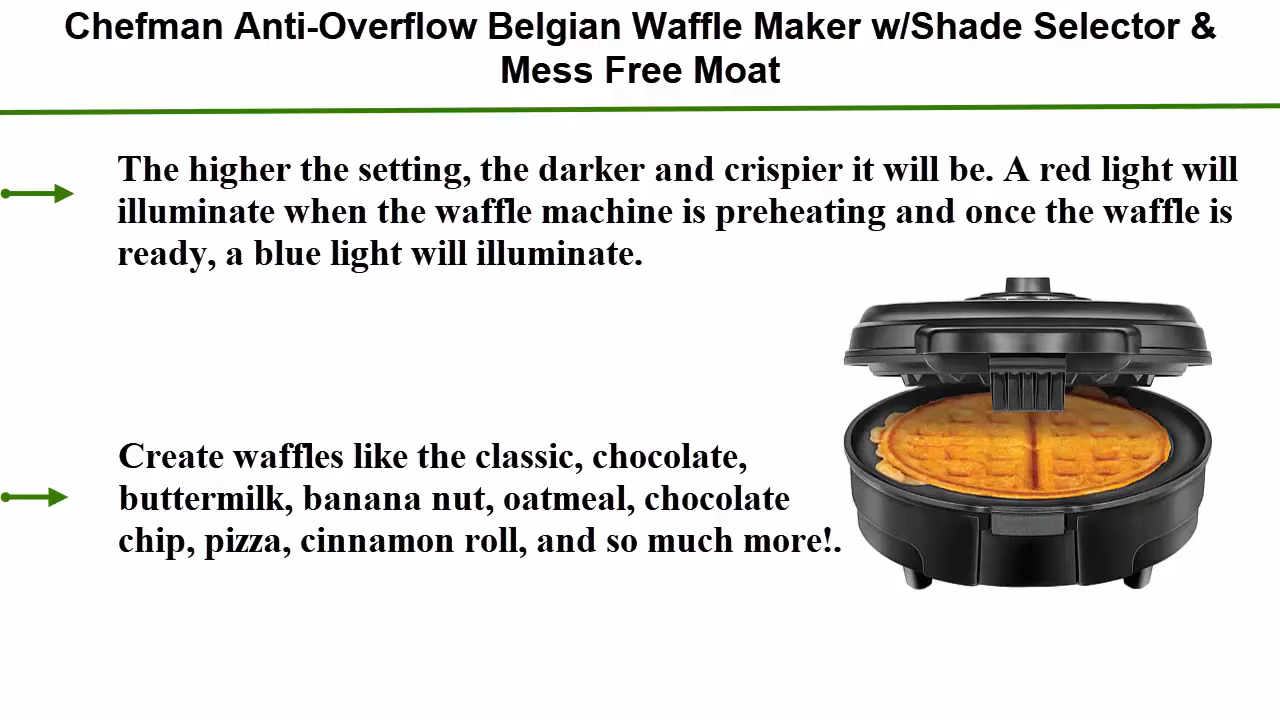 Chefman Anti-Overflow Belgian Waffle Maker w/Shade Selector &
Mess Free Moat
The higher the setting, the darker and crispier it will be. A red light will
illuminate when the waffle machine is preheating and once the waffle is
ready, a blue light will illuminate.
Create waffles like the classic, chocolate,
buttermilk, banana nut, oatmeal, chocolate
chip, pizza, cinnamon roll, and so much more!.